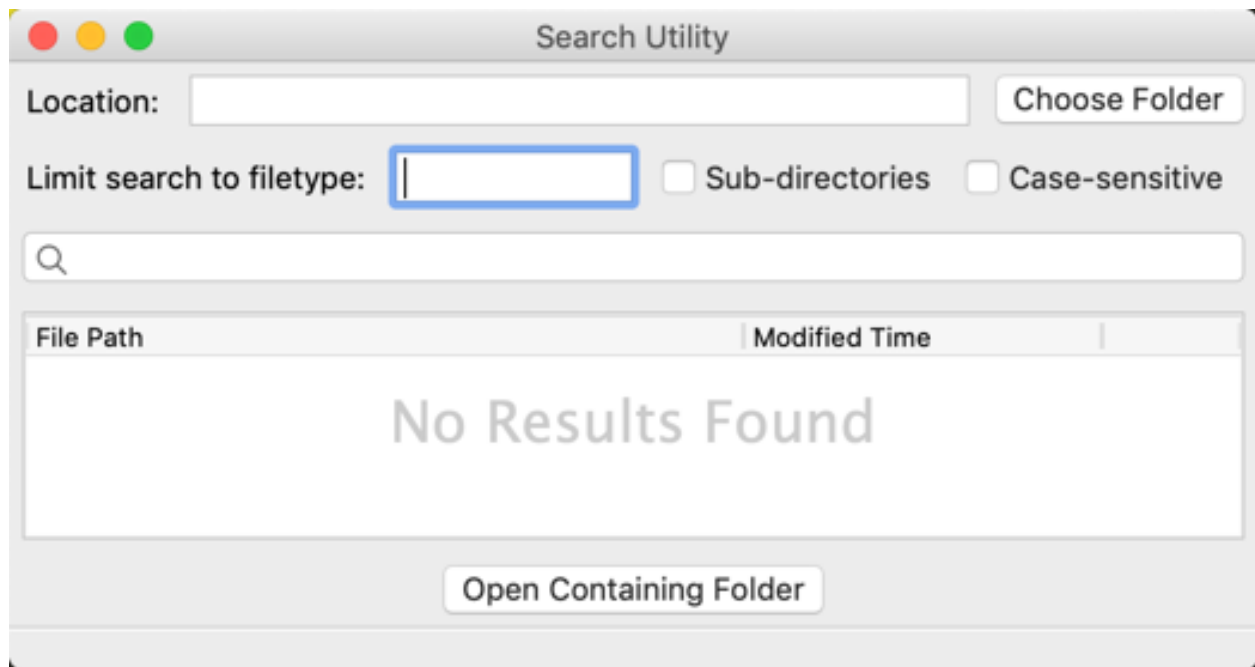 Search Utility
Location: Choose Folder
Limit search to filetype: Sub-directories Case-sensitive
File Path Modified Time
No Results Found
Open Containing Folder